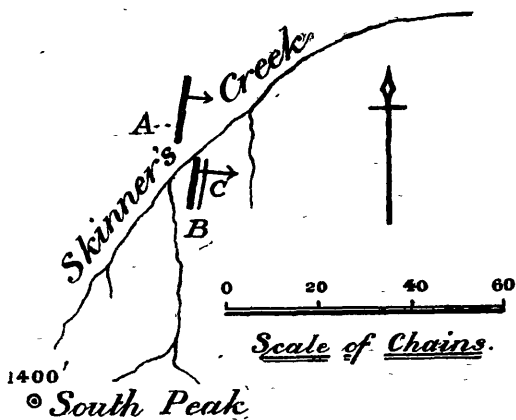 Skinner's Creek
A
C
B
0 20 40 60
Scale of Chains.
1400'
South Peak